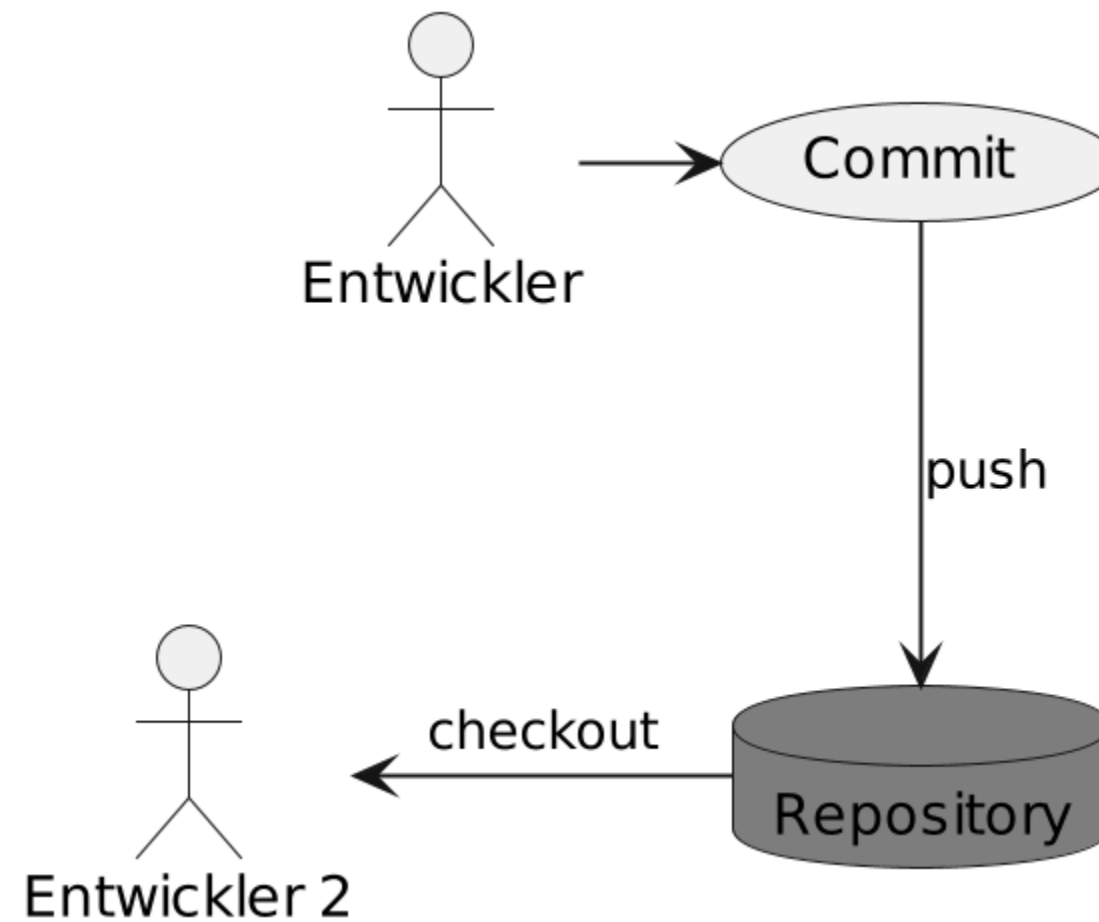 Commit
Entwickler
push
checkout
Repository
Entwickler 2